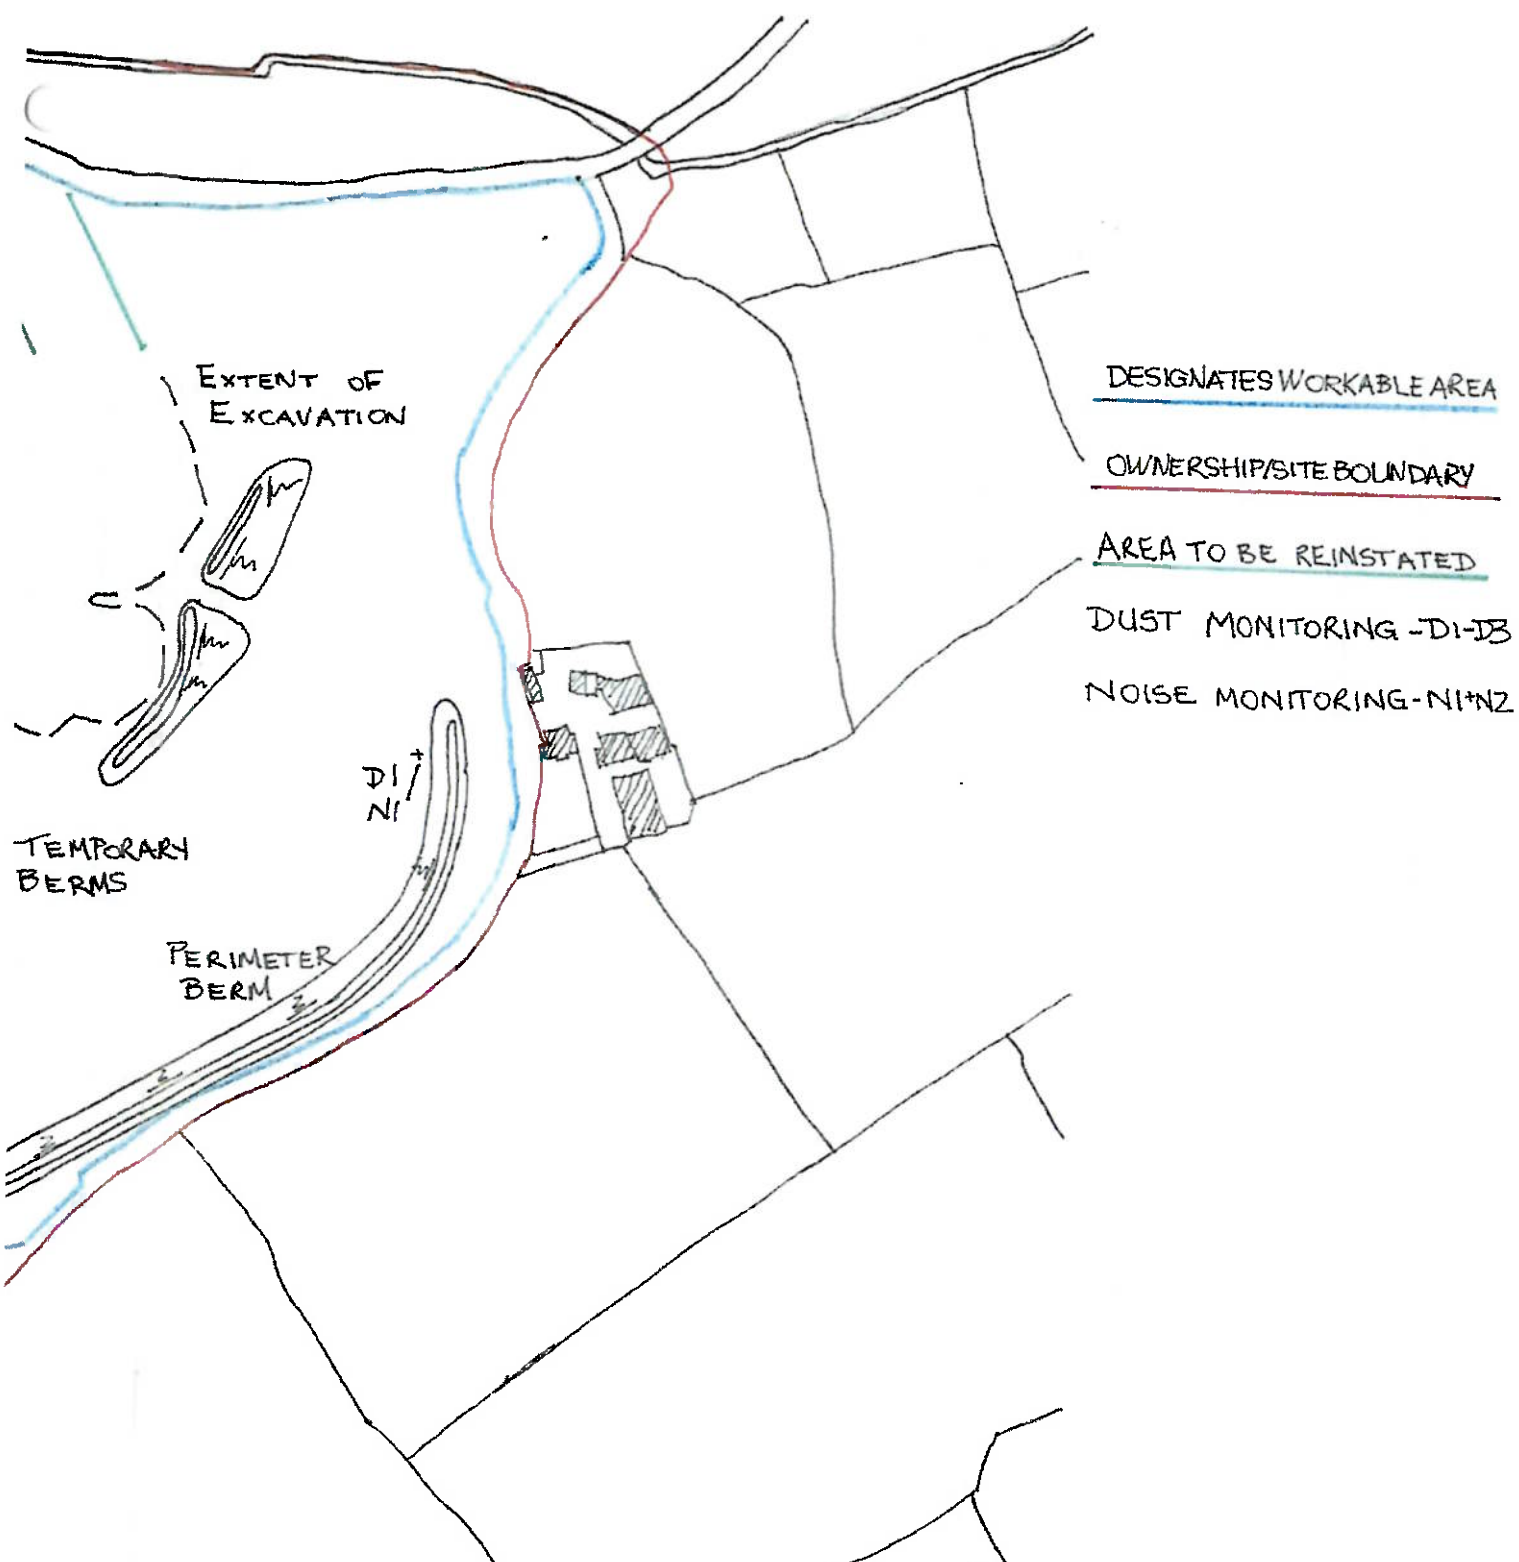 EXTENT OF
EXCAVATION
DESIGNATES WORKABLE AREA
OWNERSHIP/SITE BOUNDARY
AREA TO BE REINSTATED
DUST MONITORING-D1-D3
NOISE MONITORING-N1+N2
D1
N1
TEMPORARY
BERMS
PERIMETER
BERM